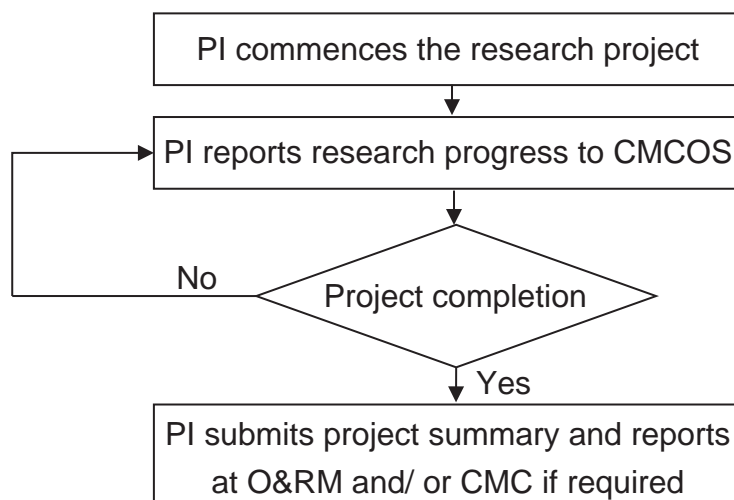 PI commences the research project
PI reports research progress to CMCOS
No
Project completion
Yes
PI submits project summary and reports
at O&RM and/ or CMC if required